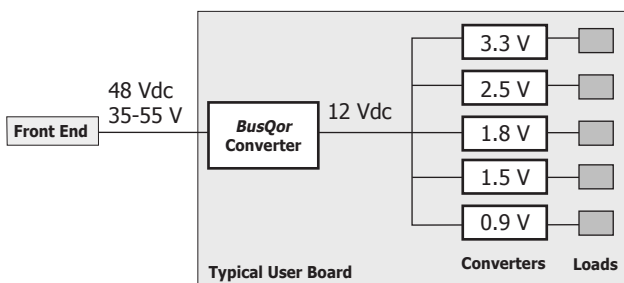 48 Vdc
35-55 V
Front End
BusQor
Converter
12 Vdc
3.3 V
2.5 V
1.8 V
1.5 V
0.9 V
Typical User Board
Converters
Loads